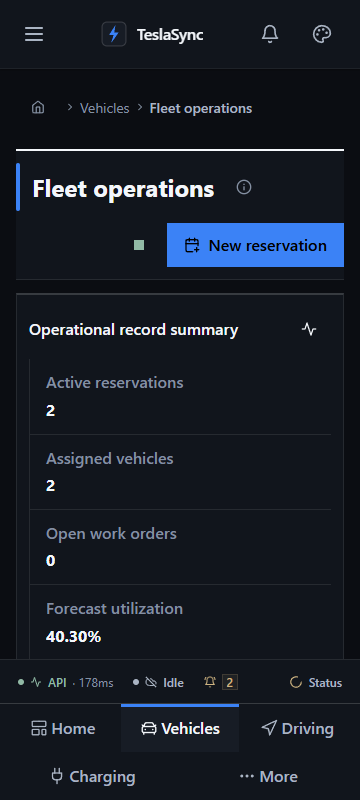 TeslaSync
Vehicles Fleet operations
Fleet operations
New reservation
Operational record summary
Active reservations
2
Assigned vehicles
2
Open work orders
0
Forecast utilization
40.30%
API · 178ms Idle 2 Status
Home Vehicles Driving
Charging More